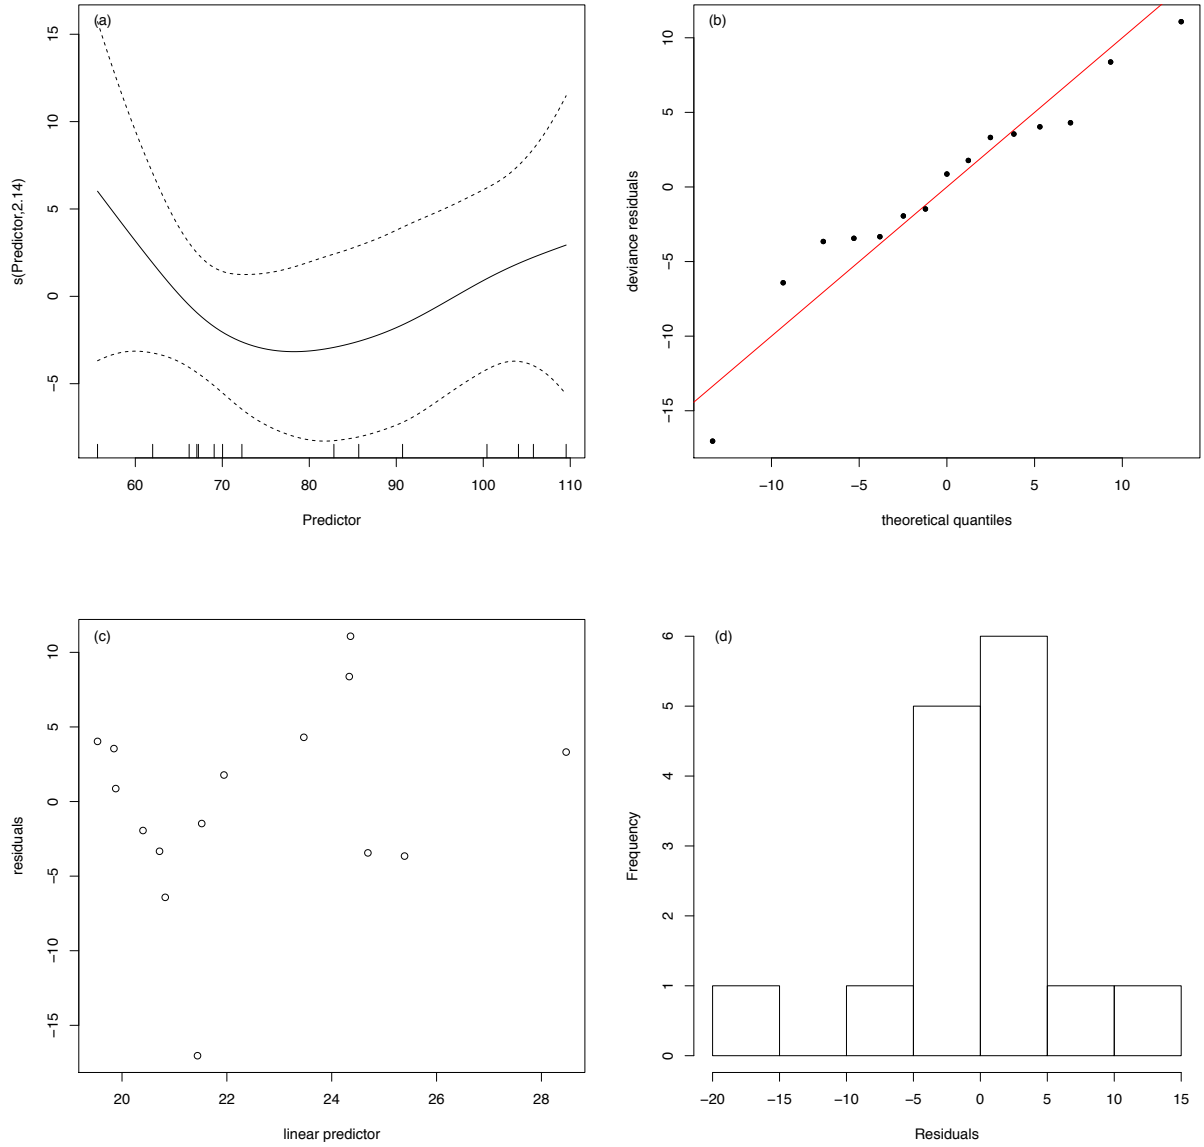 (a)
15
10
5
0
−5
s(Predictor,2.14)
60 70 80 90 100 110
Predictor
(b)
10
5
0
−5
−10
−15
deviance residuals
−10 −5 0 5 10
theoretical quantiles
(c)
10
5
0
−5
−10
−15
residuals
20 22 24 26 28
linear predictor
(d)
6
5
4
3
2
1
0
Frequency
−20 −15 −10 −5 0 5 10 15
Residuals